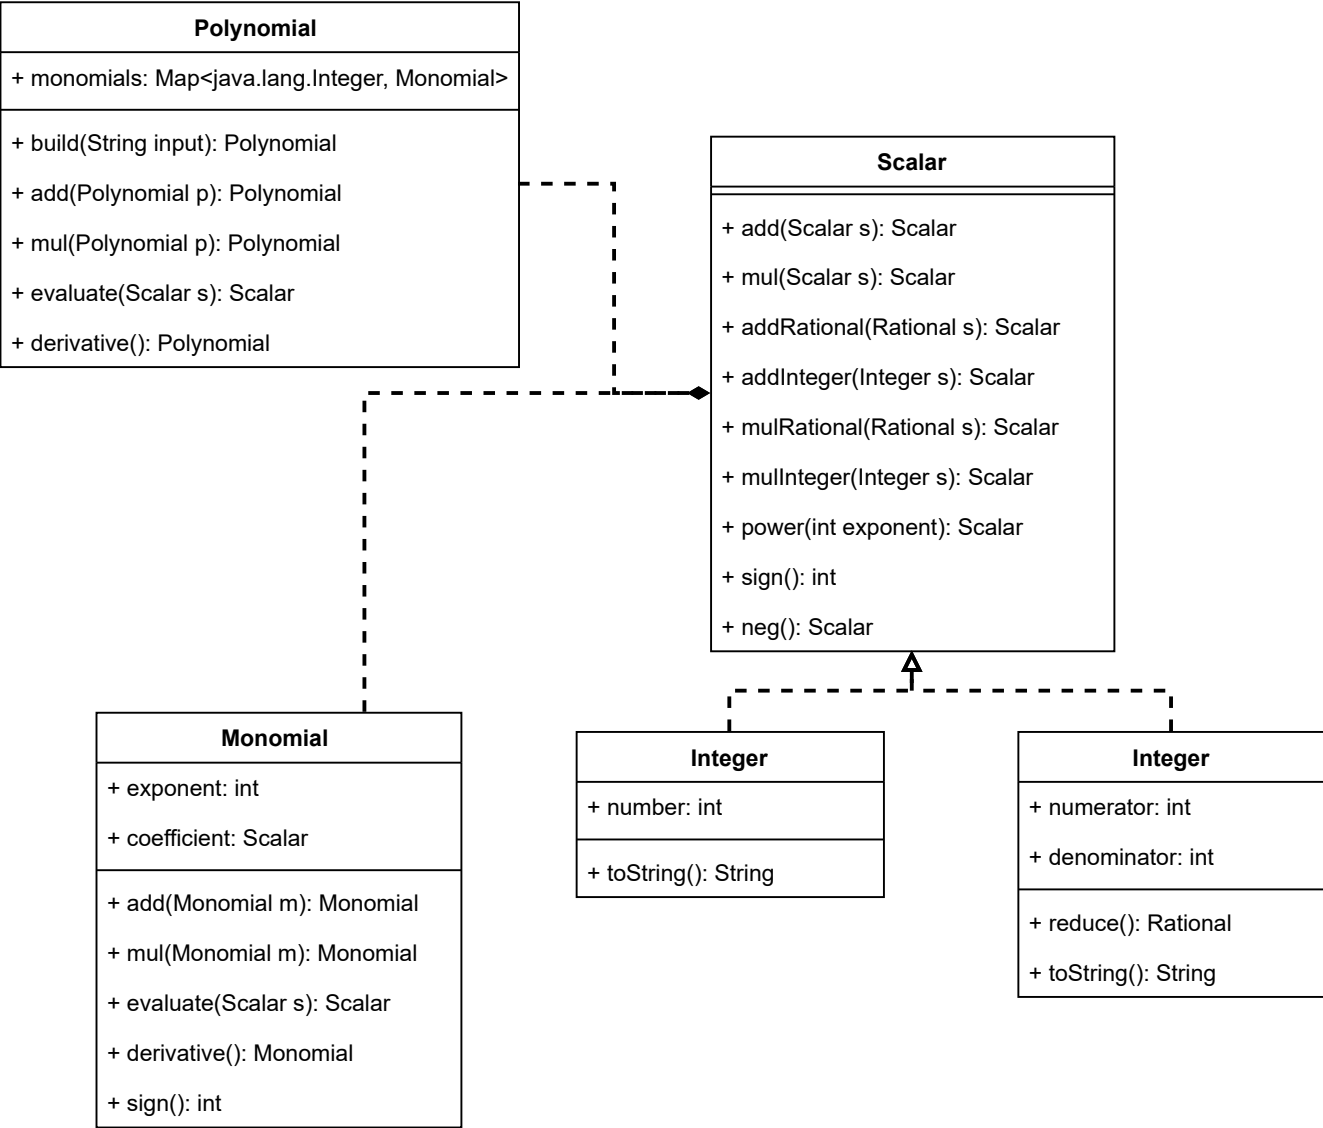 Polynomial
+ monomials: Map<java.lang.Integer, Monomial>
+ build(String input): Polynomial
+ add(Polynomial p): Polynomial
+ mul(Polynomial p): Polynomial
+ evaluate(Scalar s): Scalar
+ derivative(): Polynomial
Scalar
+ add(Scalar s): Scalar
+ mul(Scalar s): Scalar
+ addRational(Rational s): Scalar
+ addInteger(Integer s): Scalar
+ mulRational(Rational s): Scalar
+ mulInteger(Integer s): Scalar
+ power(int exponent): Scalar
+ sign(): int
+ neg(): Scalar
Monomial
+ exponent: int
+ coefficient: Scalar
+ add(Monomial m): Monomial
+ mul(Monomial m): Monomial
+ evaluate(Scalar s): Scalar
+ derivative(): Monomial
+ sign(): int
Integer
+ number: int
+ toString(): String
Integer
+ numerator: int
+ denominator: int
+ reduce(): Rational
+ toString(): String